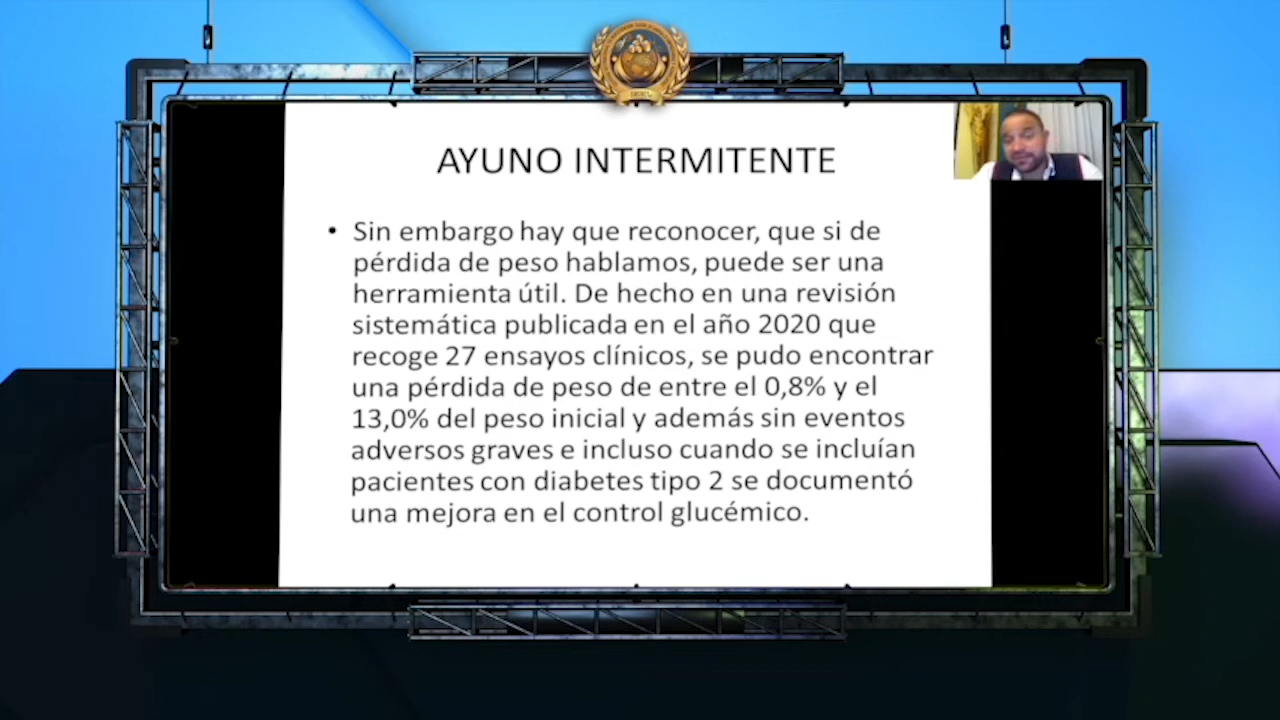 AYUNO INTERMITENTE
• Sin embargo hay que reconocer, que si de
pérdida de peso hablamos, puede ser una
herramienta útil. De hecho en una revisión
sistemática publicada en el año 2020 que
recoge 27 ensayos clínicos, se pudo encontrar
una pérdida de peso de entre el 0,8% y el
13,0% del peso inicial y además sin eventos
adversos graves e incluso cuando se incluían
pacientes con diabetes tipo 2 se documentó
una mejora en el control glucémico.